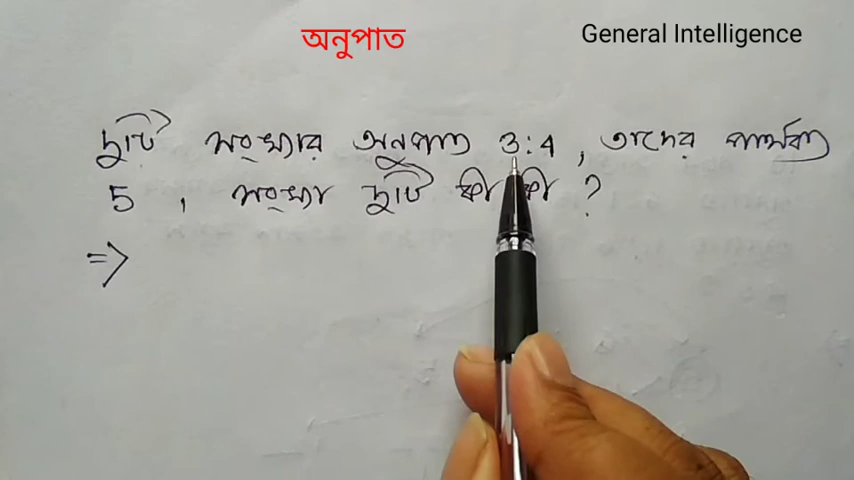 অনুপাত
General Intelligence
দুটি সংখ্যার অনুপাত 3:4, তাদের পার্থক্য
5, সংখ্যা দুটি কী কী ?
=>